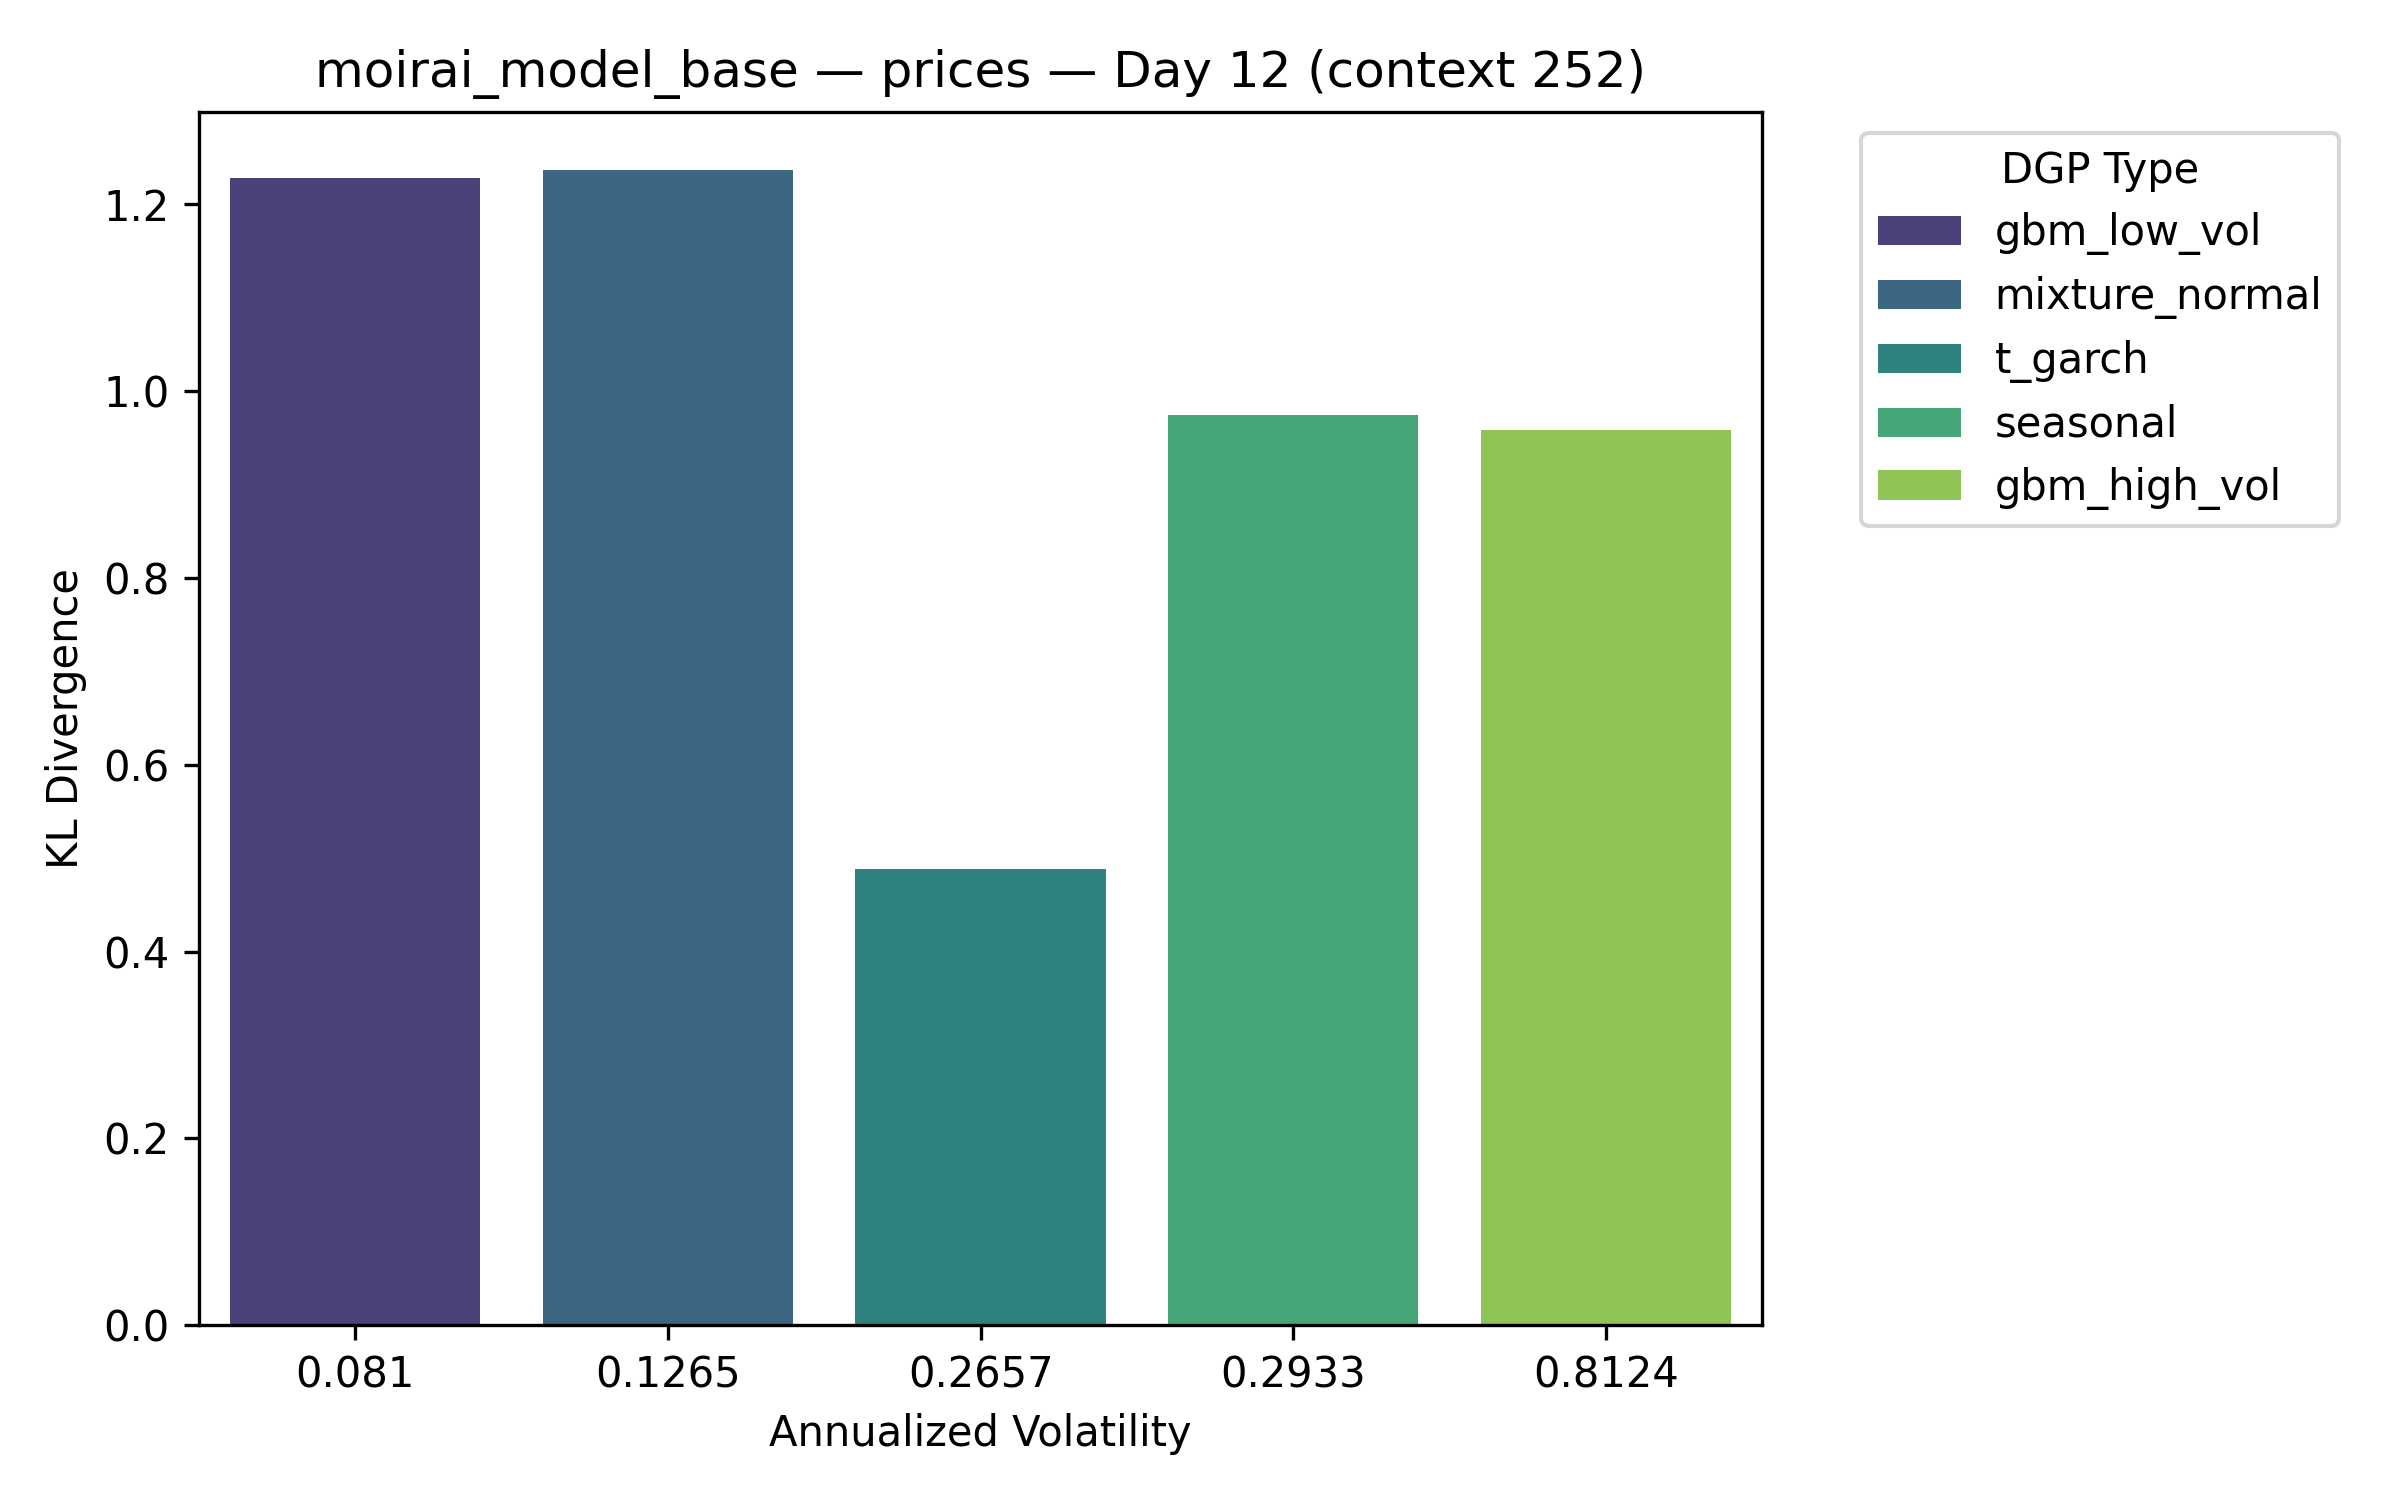 moirai_model_base — prices — Day 12 (context 252)
KL Divergence
1.2
1.0
0.8
0.6
0.4
0.2
0.0
0.081 0.1265 0.2657 0.2933 0.8124
Annualized Volatility
DGP Type
gbm_low_vol
mixture_normal
t_garch
seasonal
gbm_high_vol